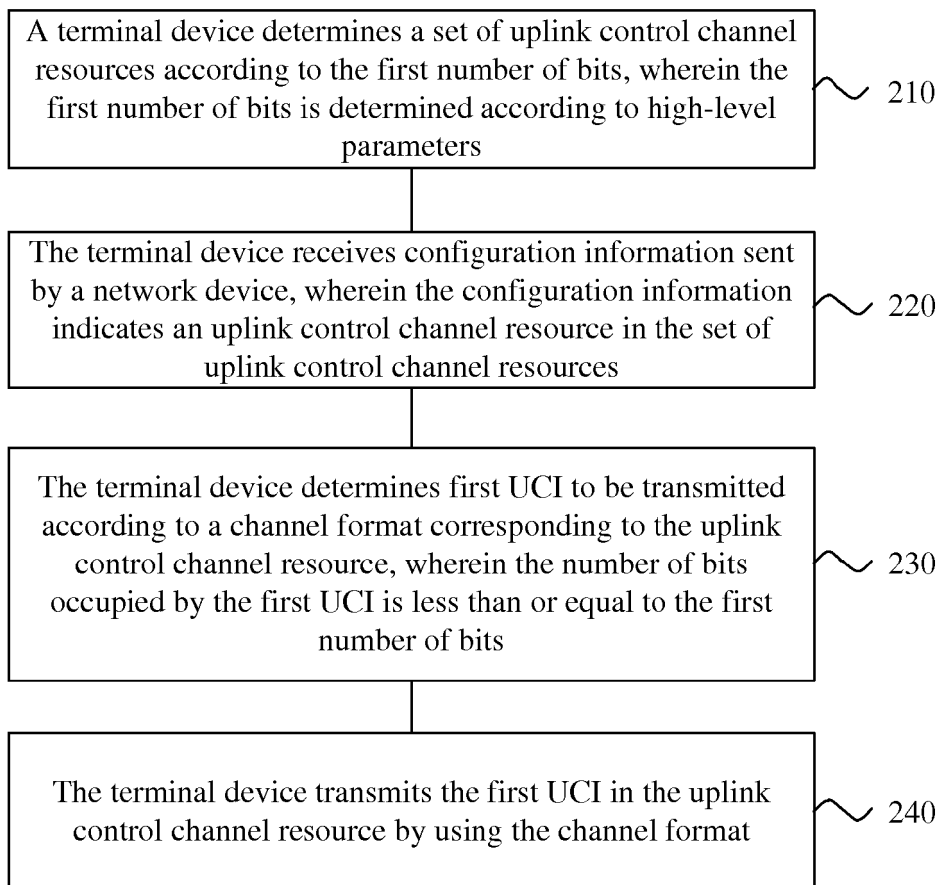 A terminal device determines a set of uplink control channel
resources according to the first number of bits, wherein the
first number of bits is determined according to high-level
parameters
210
The terminal device receives configuration information sent
by a network device, wherein the configuration information
indicates an uplink control channel resource in the set of
uplink control channel resources
220
The terminal device determines first UCI to be transmitted
according to a channel format corresponding to the uplink
control channel resource, wherein the number of bits
occupied by the first UCI is less than or equal to the first
number of bits
230
The terminal device transmits the first UCI in the uplink
control channel resource by using the channel format
240